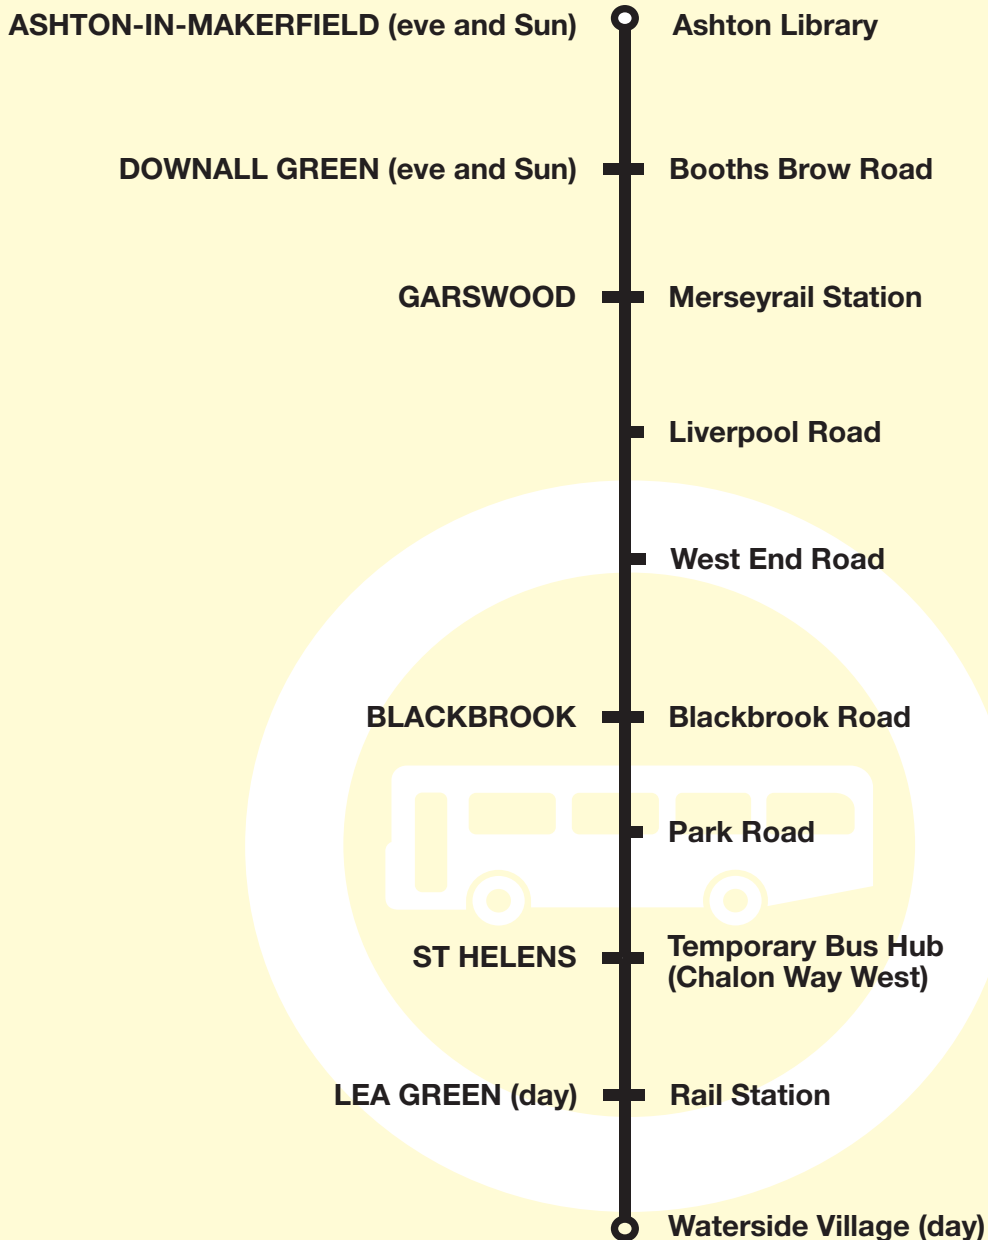 ASHTON-IN-MAKERFIELD (eve and Sun) Ashton Library
DOWNALL GREEN (eve and Sun) Booths Brow Road
GARSWOOD Merseyrail Station
Liverpool Road
West End Road
BLACKBROOK Blackbrook Road
Park Road
ST HELENS Temporary Bus Hub
(Chalon Way West)
LEA GREEN (day) Rail Station
Waterside Village (day)